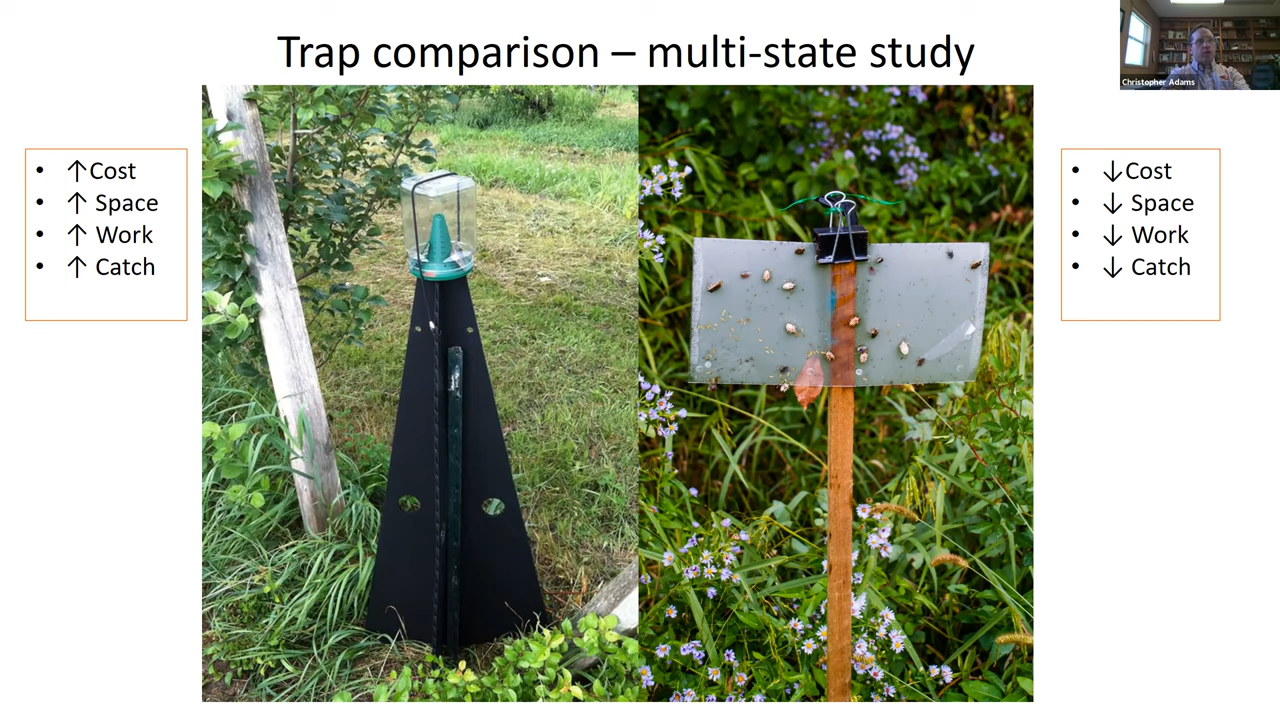 Trap comparison – multi-state study
Christopher Adams
• ↑Cost
• ↑ Space
• ↑ Work
• ↑ Catch
• ↓Cost
• ↓ Space
• ↓ Work
• ↓ Catch